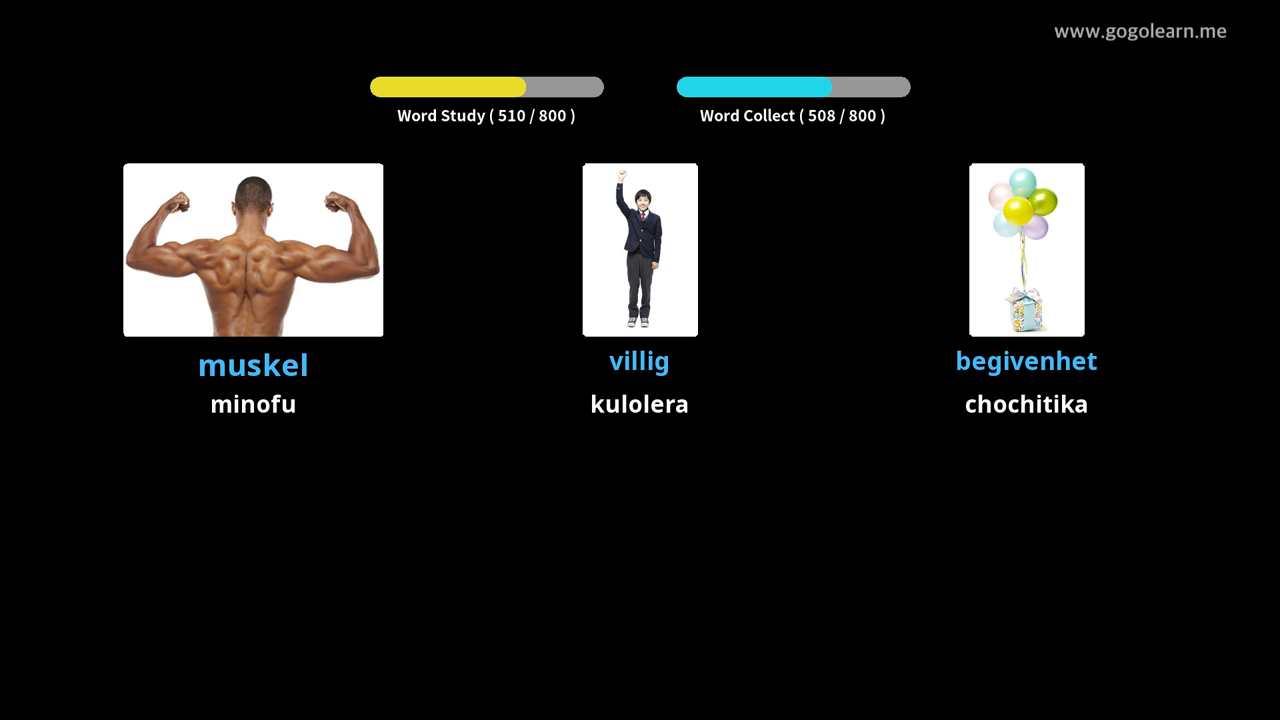 www.gogolearn.me
Word Study ( 510 / 800 )
Word Collect ( 508 / 800 )
muskel
minofu
villig
kulolera
begivenhet
chochitika